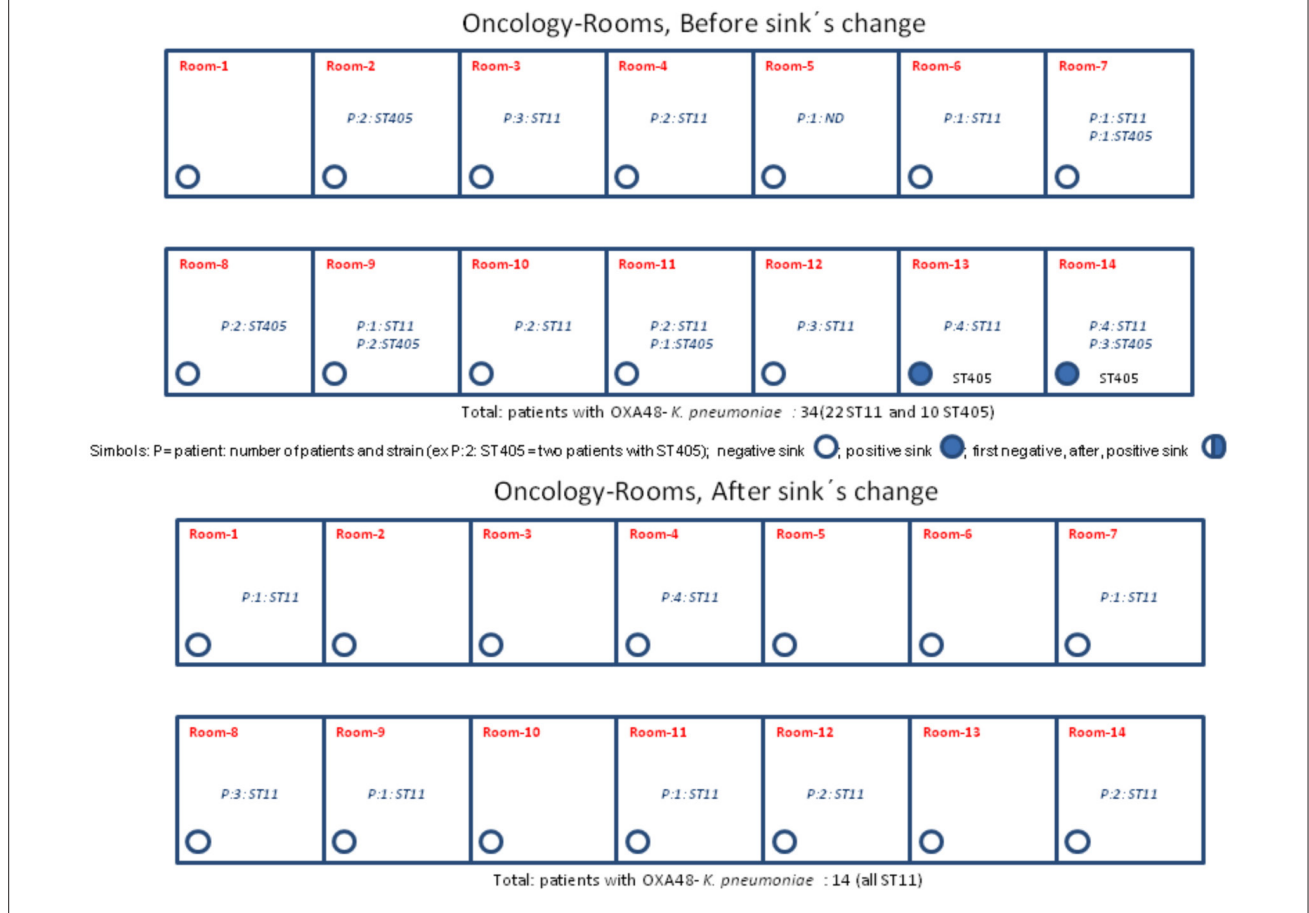 Oncology-Rooms, Before sink´s change
Room-1 Room-2 Room-3 Room-4 Room-5 Room-6 Room-7
P:2:ST405 P:3:ST11 P:2:ST11 P:1:ND P:1:ST11 P:1:ST11
P:1:ST405
Room-8 Room-9 Room-10 Room-11 Room-12 Room-13 Room-14
P:2:ST405 P:1:ST11 P:2:ST11 P:2:ST11 P:3:ST11 P:4:ST11 P:4:ST11
P:2:ST405 P:1:ST405 P:3:ST405
ST405 ST405
Total: patients with OXA48- K. pneumoniae : 34(22 ST11 and 10 ST405)
Simbols: P= patient: number of patients and strain (ex P:2: ST405 = two patients with ST405); negative sink ; positive sink ; first negative, after, positive sink
Oncology-Rooms, After sink´s change
Room-1 Room-2 Room-3 Room-4 Room-5 Room-6 Room-7
P:1:ST11 P:4:ST11 P:1:ST11
Room-8 Room-9 Room-10 Room-11 Room-12 Room-13 Room-14
P:3:ST11 P:1:ST11 P:1:ST11 P:2:ST11 P:2:ST11
Total: patients with OXA48- K. pneumoniae : 14 (all ST11)